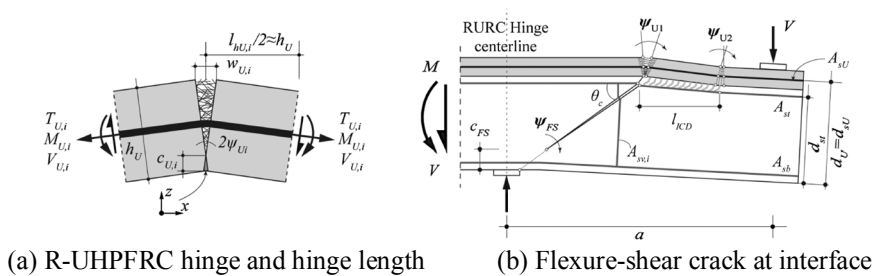 l_{hU,i}/2≈h_U
w_{U,i}
T_{U,i}
M_{U,i}
V_{U,i}
h_U
2ψ_{Ui}
c_{U,i}
z
x
T_{U,i}
M_{U,i}
V_{U,i}
(a) R-UHPFRC hinge and hinge length
RURC Hinge
centerline
ψ_{U1}
ψ_{U2}
V
A_{sU}
M
θ_c
A_{st}
l_{ICD}
c_{FS}
ψ_{FS}
A_{sv,i}
A_{sb}
d_{st}
d_U=d_{sU}
V
a
(b) Flexure-shear crack at interface